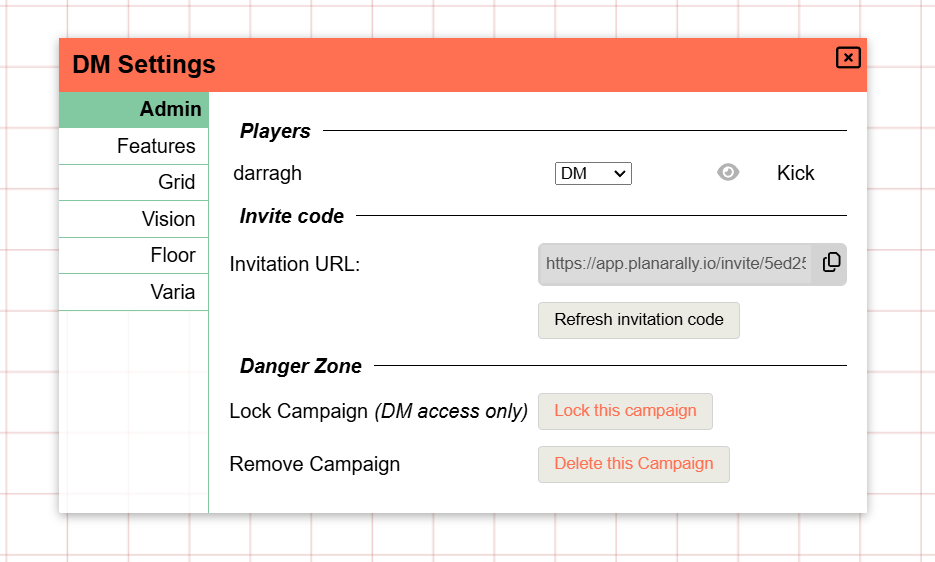 DM Settings
Admin
Features
Grid
Vision
Floor
Varia
Players
darragh DM Kick
Invite code
Invitation URL: https://app.planarally.io/invite/5ed25
Refresh invitation code
Danger Zone
Lock Campaign (DM access only) Lock this campaign
Remove Campaign Delete this Campaign